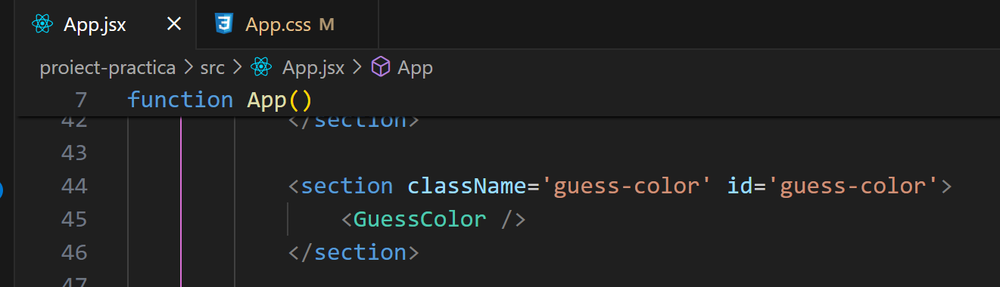 App.jsx App.css M
proiect-practica > src > App.jsx > App
7 function App()
42 </section>
43
44 <section className='guess-color' id='guess-color'>
45 <GuessColor />
46 </section>
47